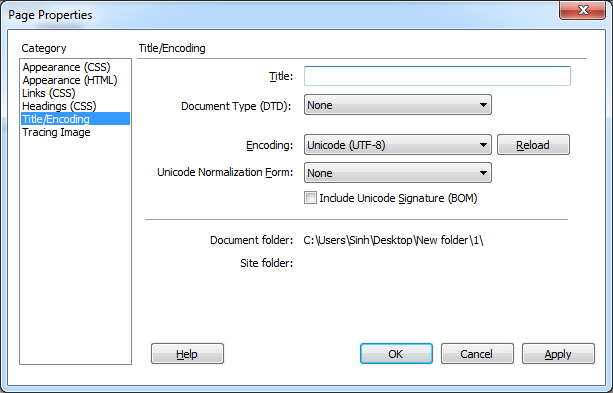 Page Properties
Category
Appearance (CSS)
Appearance (HTML)
Links (CSS)
Headings (CSS)
Title/Encoding
Tracing Image
Title/Encoding
Title:
Document Type (DTD): None
Encoding: Unicode (UTF-8) Reload
Unicode Normalization Form: None
Include Unicode Signature (BOM)
Document folder: C:\Users\Sinh\Desktop\New folder\1\
Site folder:
Help OK Cancel Apply